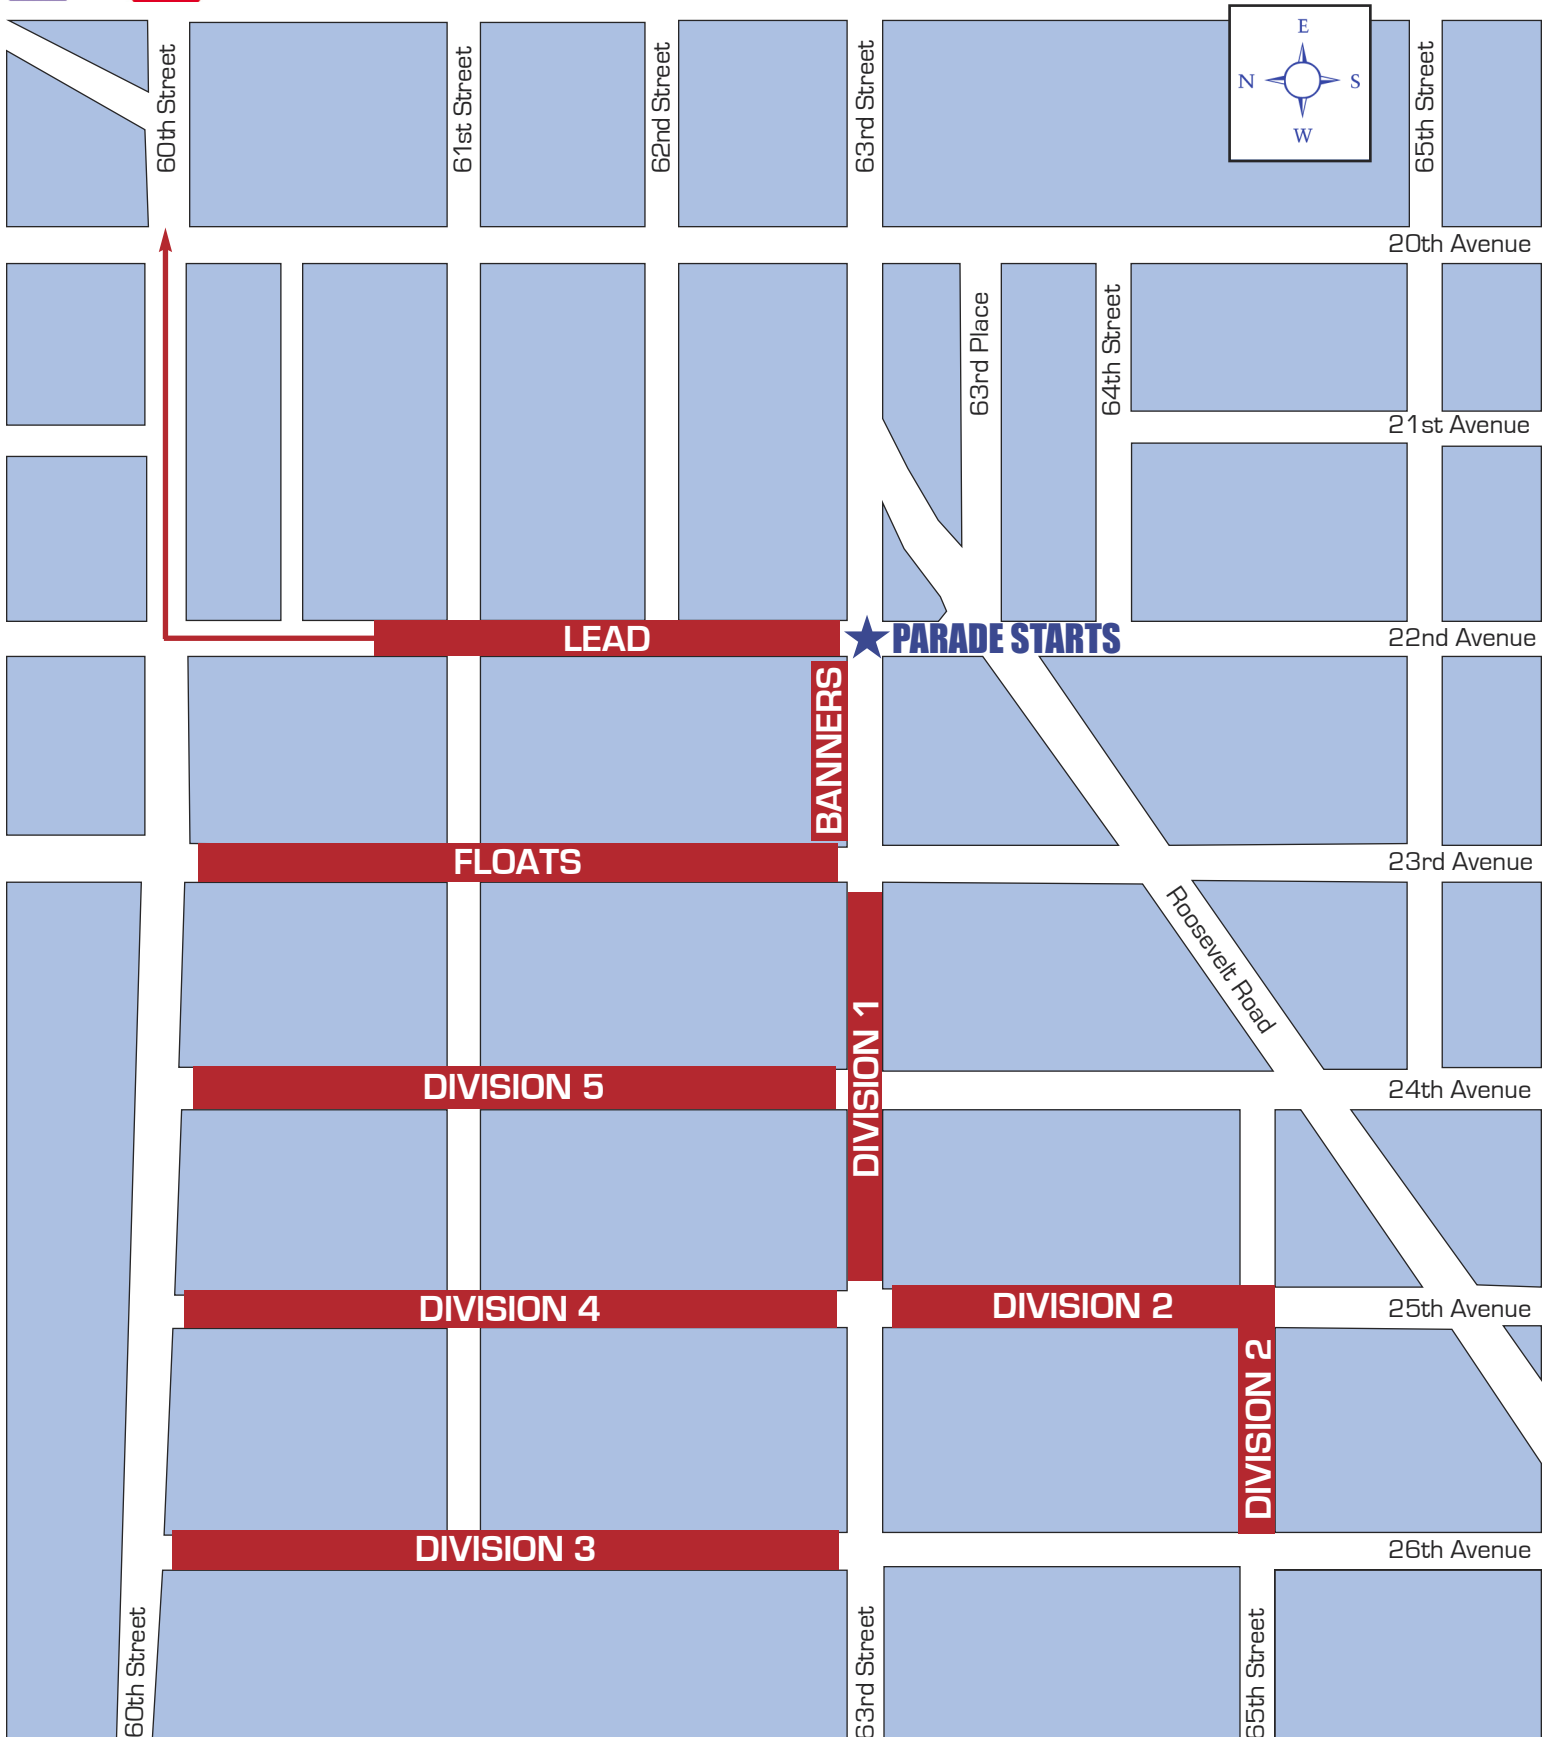 60th Street
61st Street
62nd Street
63rd Street
65th Street
E
N
S
W
20th Avenue
63rd Place
64th Street
21st Avenue
LEAD
PARADE STARTS
22nd Avenue
BANNERS
FLOATS
23rd Avenue
Roosevelt Road
DIVISION 1
DIVISION 5
24th Avenue
DIVISION 4
DIVISION 2
25th Avenue
DIVISION 2
DIVISION 3
26th Avenue
60th Street
63rd Street
65th Street